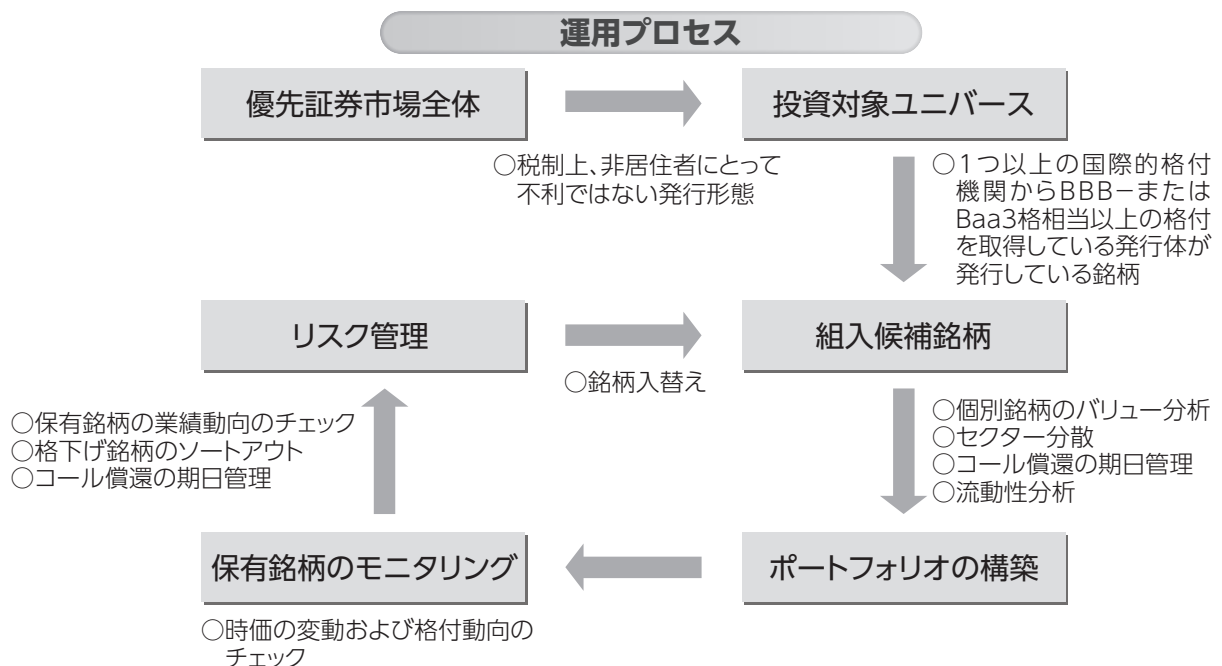 運用プロセス
優先証券市場全体
投資対象ユニバース
○税制上、非居住者にとって
不利ではない発行形態
○1つ以上の国際的格付
機関からBBB−または
Baa3格相当以上の格付
を取得している発行体が
発行している銘柄
リスク管理
組入候補銘柄
○銘柄入替え
○保有銘柄の業績動向のチェック
○格下げ銘柄のソートアウト
○コール償還の期日管理
○個別銘柄のバリュー分析
○セクター分散
○コール償還の期日管理
○流動性分析
保有銘柄のモニタリング
ポートフォリオの構築
○時価の変動および格付動向の
チェック